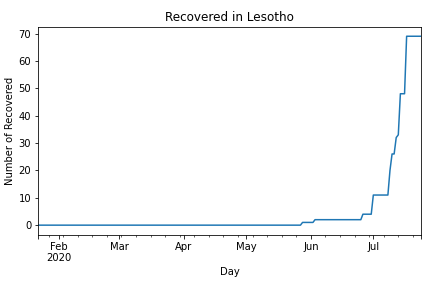 Recovered in Lesotho
Number of Recovered
70
60
50
40
30
20
10
0
Feb
2020
Mar
Apr
May
Jun
Jul
Day